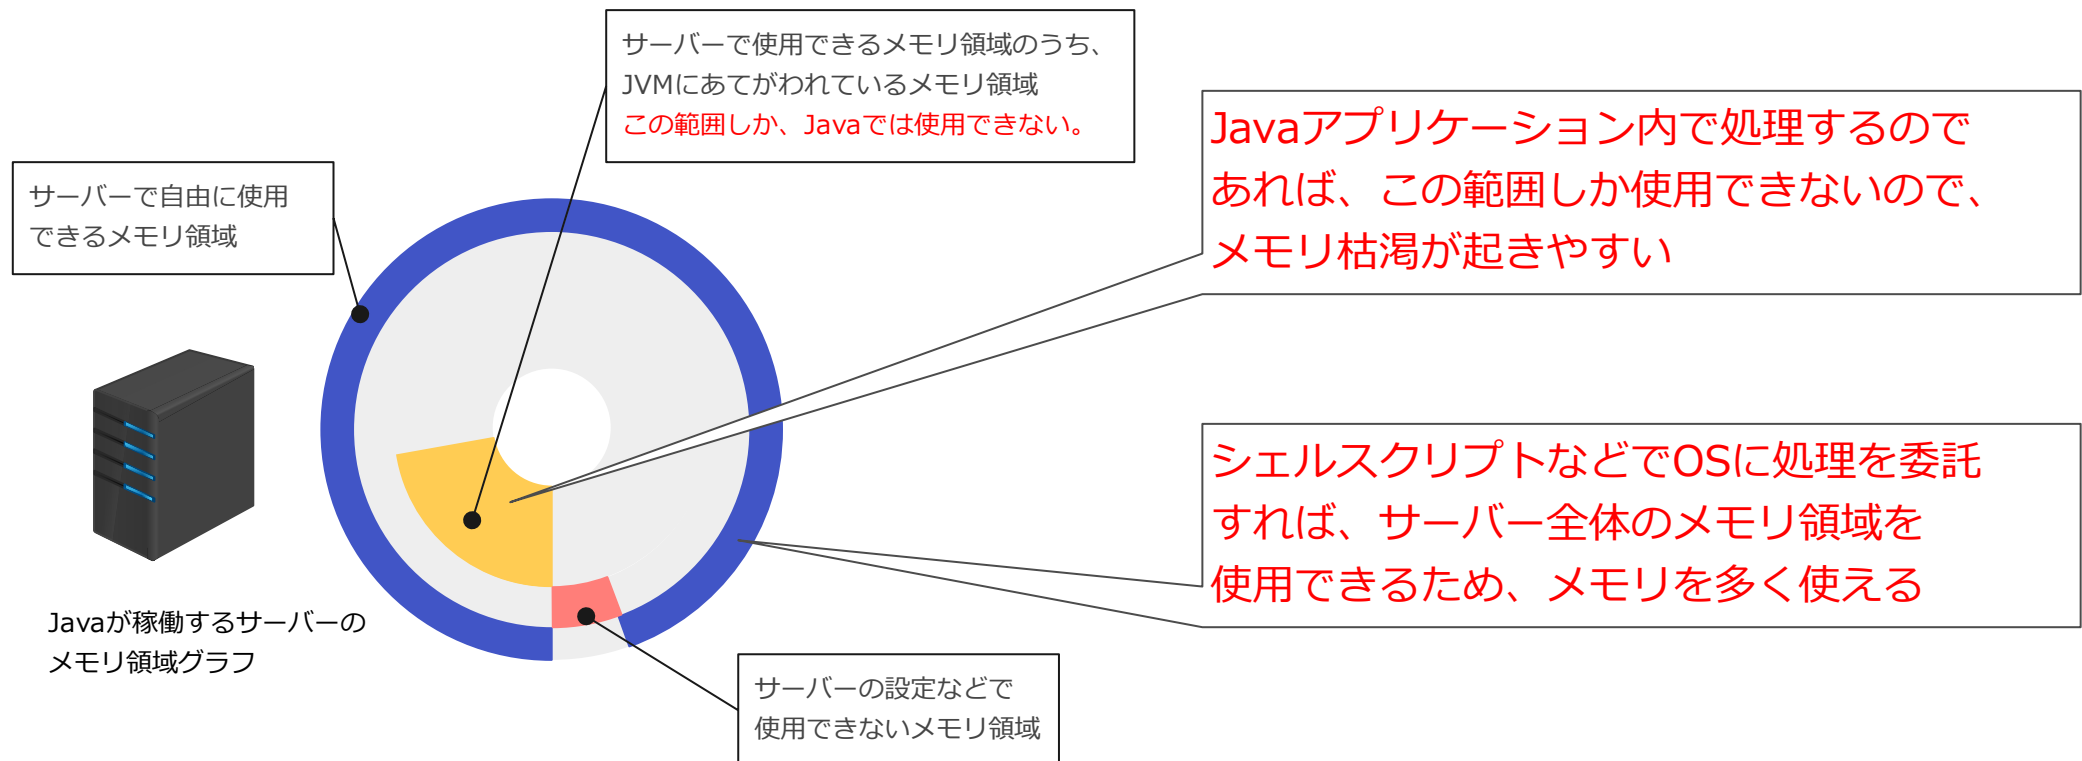 サーバーで使用できるメモリ領域のうち、
JVMにあてがわれているメモリ領域
この範囲しか、Javaでは使用できない。
サーバーで自由に使用
できるメモリ領域
Javaアプリケーション内で処理するので
あれば、この範囲しか使用できないので、
メモリ枯渇が起きやすい
シェルスクリプトなどでOSに処理を委託
すれば、サーバー全体のメモリ領域を
使用できるため、メモリを多く使える
Javaが稼働するサーバーの
メモリ領域グラフ
サーバーの設定などで
使用できないメモリ領域